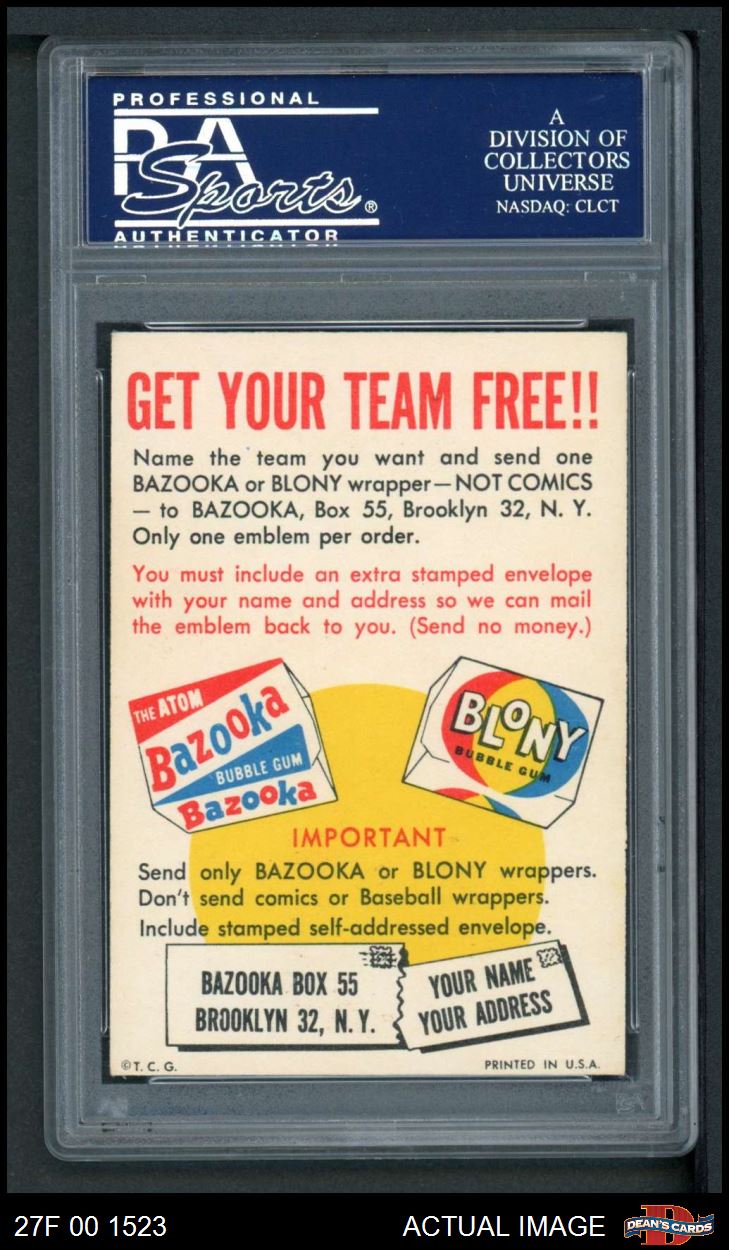 PROFESSIONAL
PSA
Sports®
AUTHENTICATOR
A
DIVISION OF
COLLECTORS
UNIVERSE
NASDAQ: CLCT
GET YOUR TEAM FREE!!
Name the team you want and send one
BAZOOKA or BLONY wrapper—NOT COMICS
— to BAZOOKA, Box 55, Brooklyn 32, N. Y.
Only one emblem per order.
You must include an extra stamped envelope
with your name and address so we can mail
the emblem back to you. (Send no money.)
THE ATOM
Bazooka
BUBBLE GUM
Bazooka
BLONY
BUBBLE GUM
IMPORTANT
Send only BAZOOKA or BLONY wrappers.
Don't send comics or Baseball wrappers.
Include stamped self-addressed envelope.
BAZOOKA BOX 55
BROOKLYN 32, N.Y.
YOUR NAME
YOUR ADDRESS
©T. C. G.
PRINTED IN U.S.A.
27F 00 1523
ACTUAL IMAGE
DEAN'S CARDS